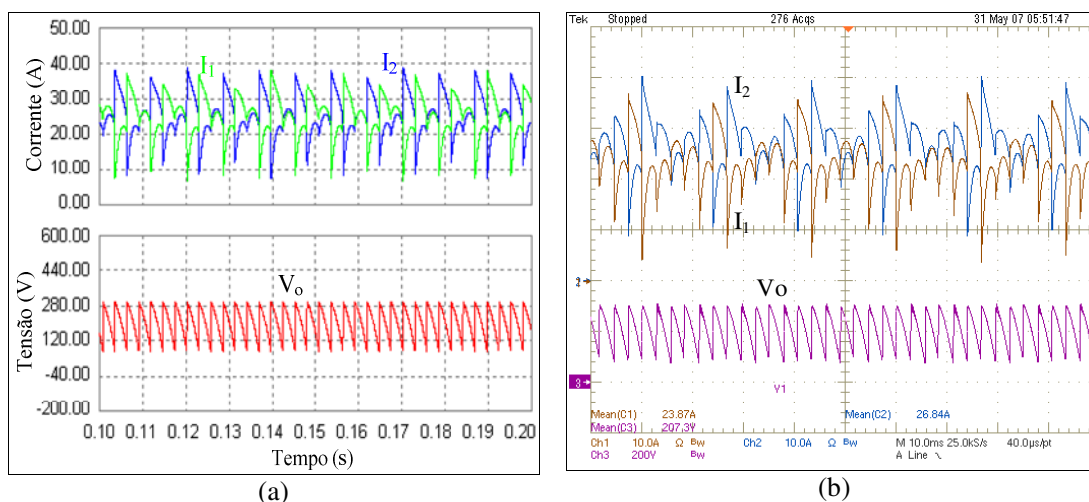 50.00
40.00
30.00
20.00
10.00
0.00
Corrente (A)
I1
I2
600.00
440.00
280.00
120.00
-40.00
-200.00
Tensão (V)
Vo
0.10 0.11 0.12 0.13 0.14 0.15 0.16 0.17 0.18 0.19 0.20
Tempo (s)
(a)
Tek Stopped 276 Acqs 31 May 07 05:51:47
I2
I1
2
Vo
3
Y1
Mean(C1) 23.87A Mean(C2) 26.84A
Mean(C3) 207.3V
Ch1 10.0A Ω Bw Ch2 10.0A Ω Bw M 10.0ms 25.0kS/s 40.0µs/pt
Ch3 200V Bw A Line
(b)